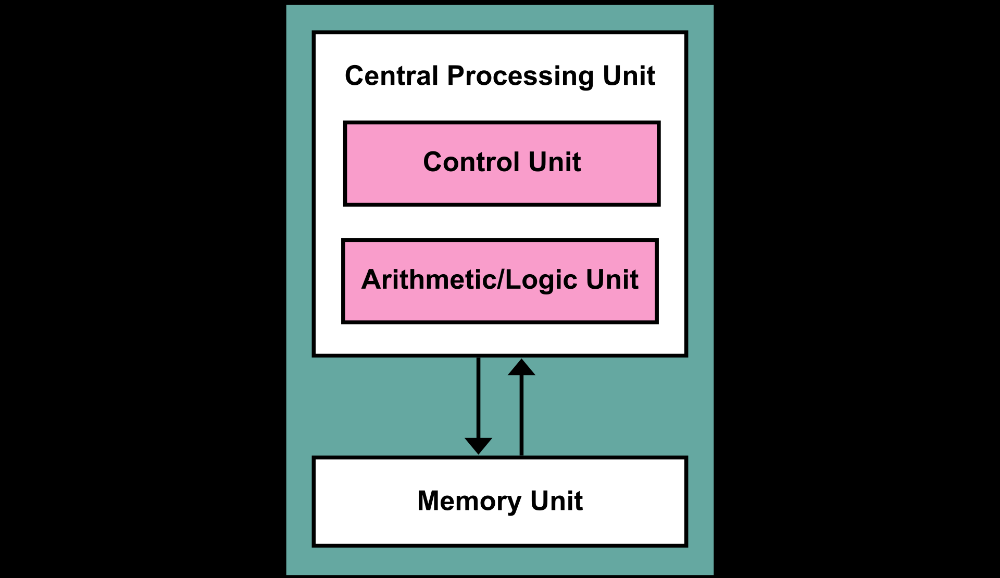 Central Processing Unit
Control Unit
Arithmetic/Logic Unit
Memory Unit